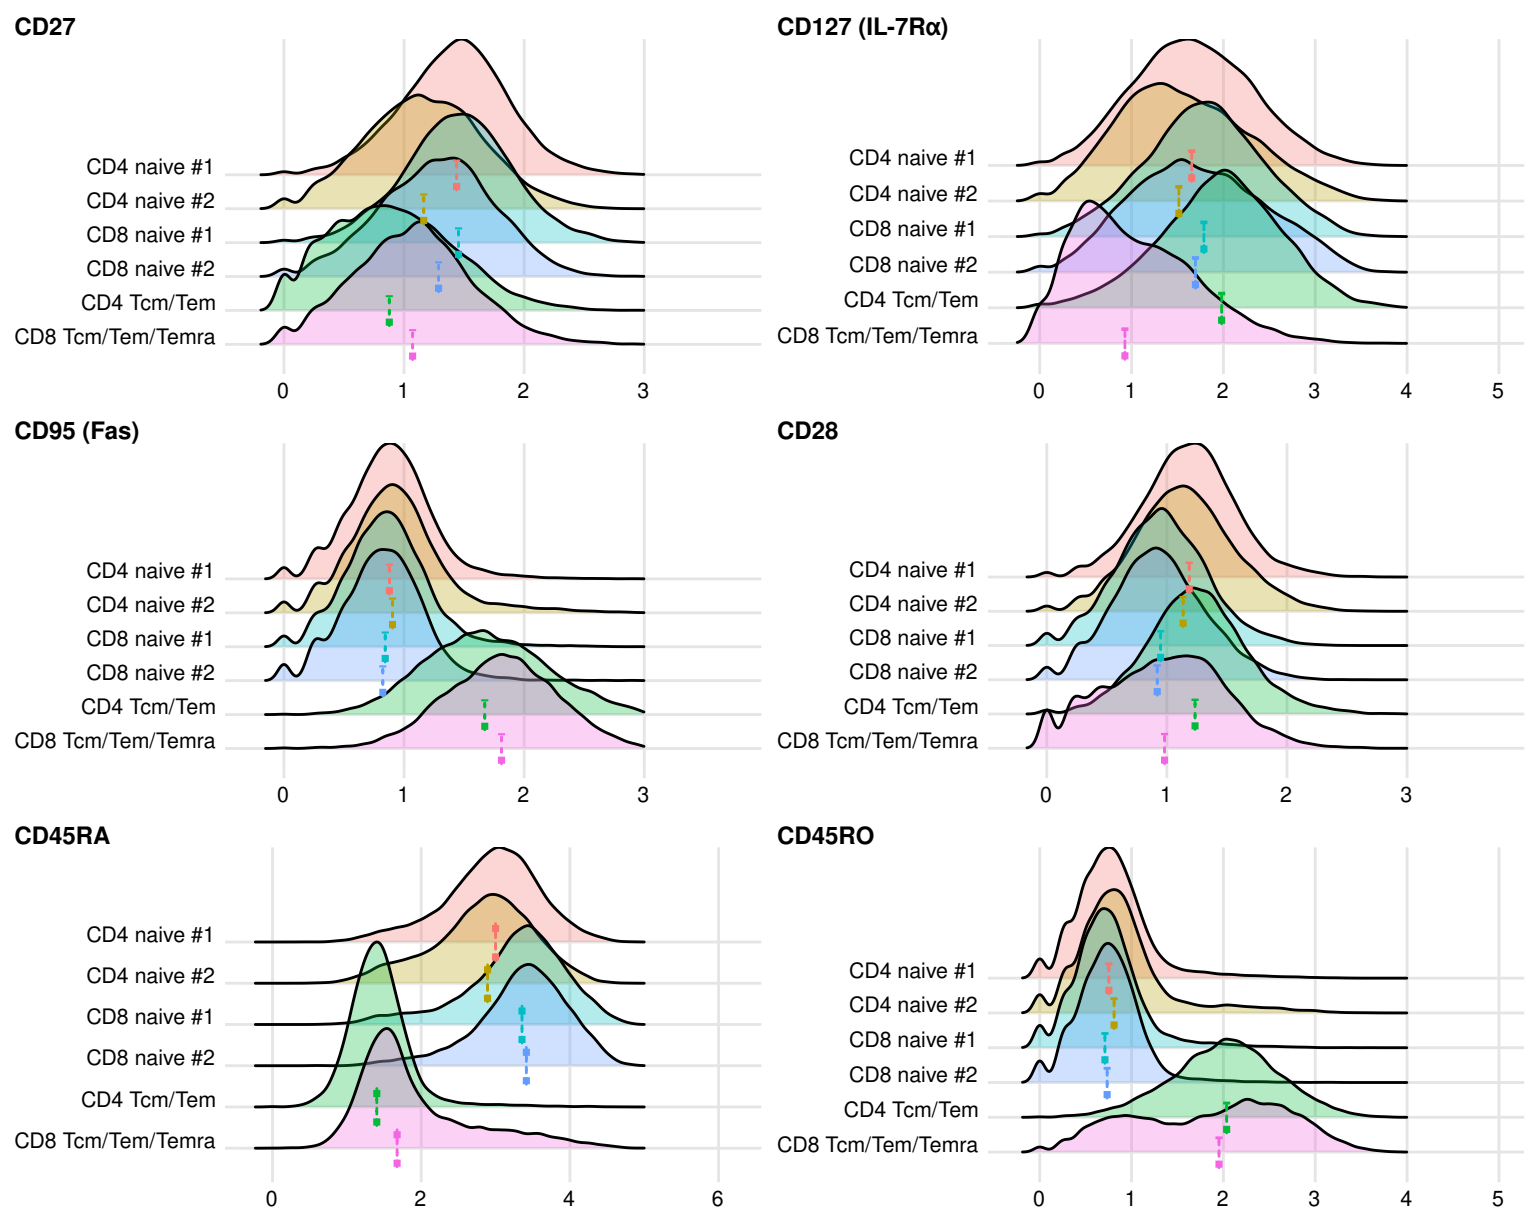 CD27
CD4 naive #1
CD4 naive #2
CD8 naive #1
CD8 naive #2
CD4 Tcm/Tem
CD8 Tcm/Tem/Temra
0 1 2 3
CD127 (IL-7Rα)
CD4 naive #1
CD4 naive #2
CD8 naive #1
CD8 naive #2
CD4 Tcm/Tem
CD8 Tcm/Tem/Temra
0 1 2 3 4 5
CD95 (Fas)
CD4 naive #1
CD4 naive #2
CD8 naive #1
CD8 naive #2
CD4 Tcm/Tem
CD8 Tcm/Tem/Temra
0 1 2 3
CD28
CD4 naive #1
CD4 naive #2
CD8 naive #1
CD8 naive #2
CD4 Tcm/Tem
CD8 Tcm/Tem/Temra
0 1 2 3
CD45RA
CD4 naive #1
CD4 naive #2
CD8 naive #1
CD8 naive #2
CD4 Tcm/Tem
CD8 Tcm/Tem/Temra
0 2 4 6
CD45RO
CD4 naive #1
CD4 naive #2
CD8 naive #1
CD8 naive #2
CD4 Tcm/Tem
CD8 Tcm/Tem/Temra
0 1 2 3 4 5